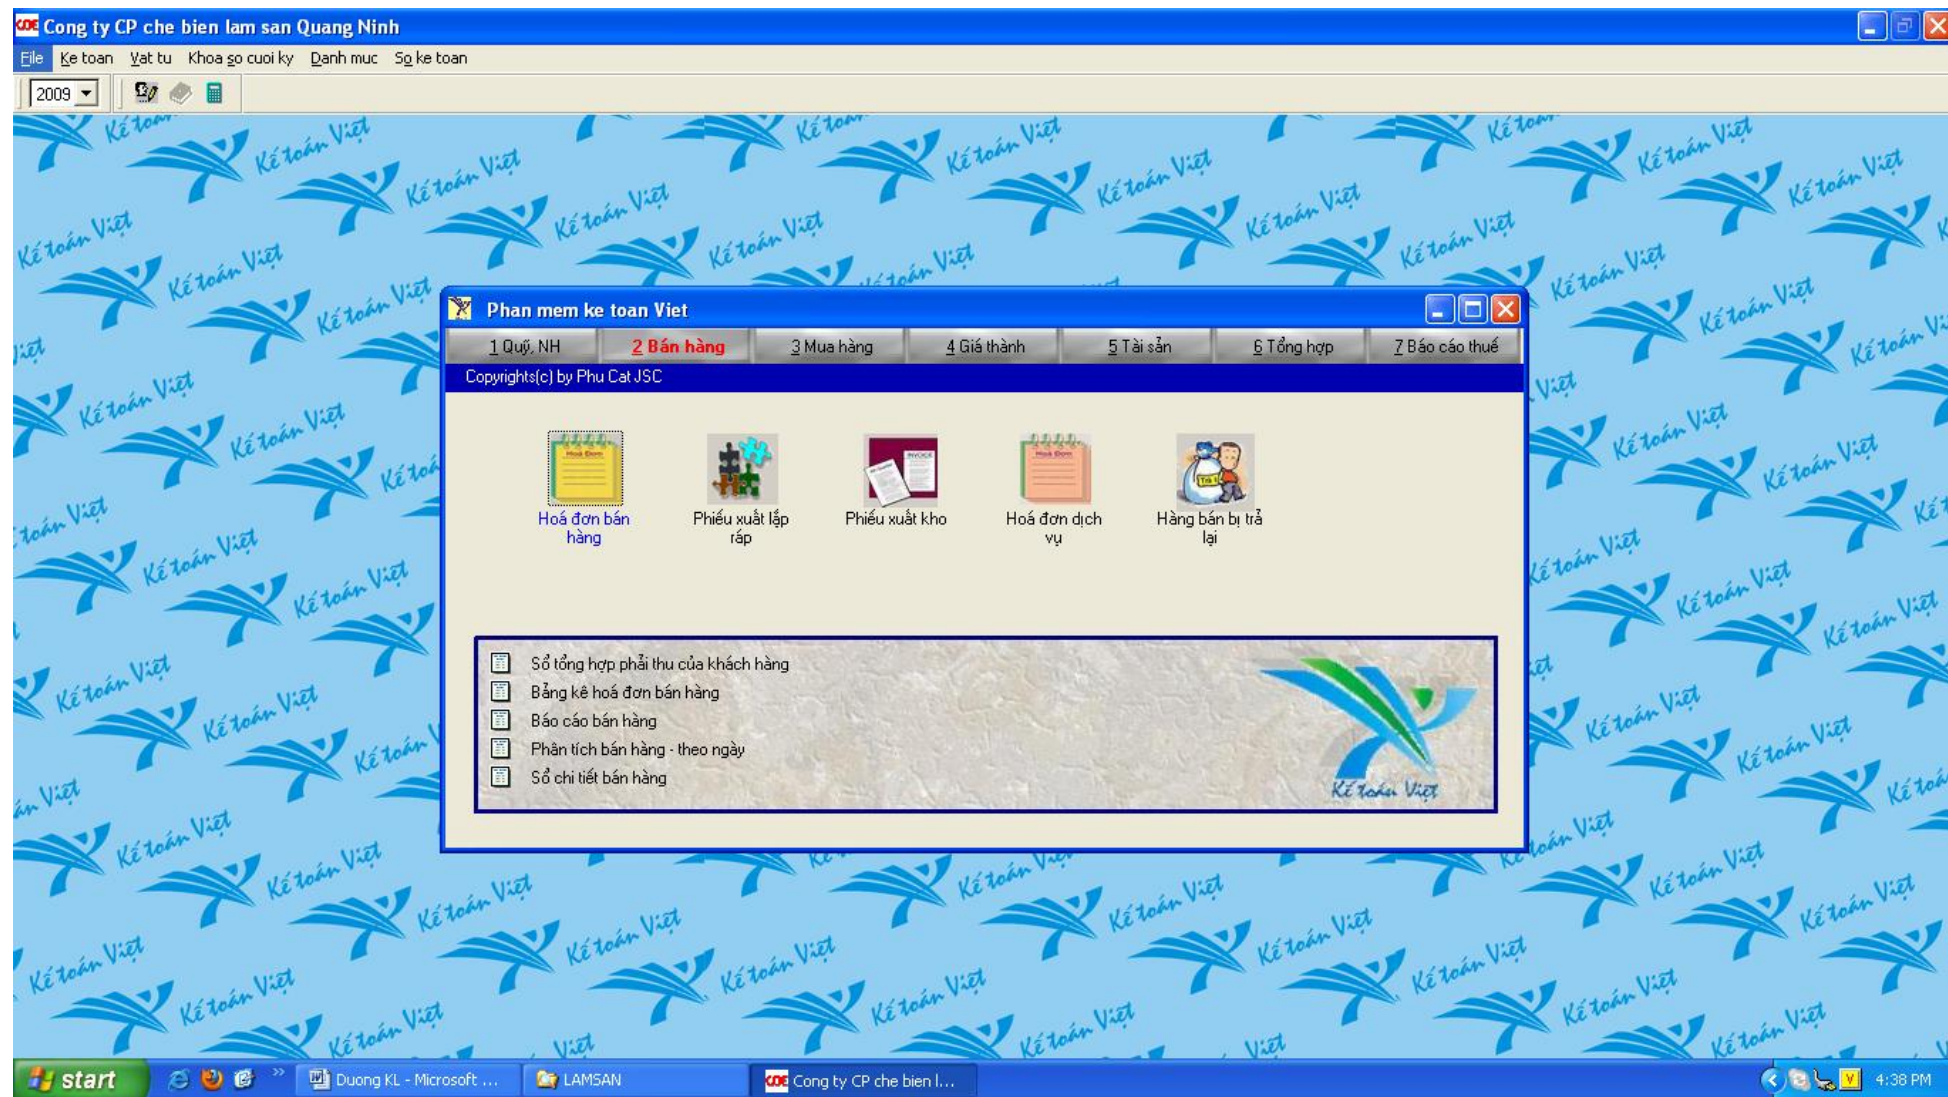 CDE Cong ty CP che bien lam san Quang Ninh
File Ke toan Vat tu Khoa so cuoi ky Danh muc So ke toan
2009
Phan mem ke toan Viet
1 Quỹ, NH 2 Bán hàng 3 Mua hàng 4 Giá thành 5 Tài sản 6 Tổng hợp 7 Báo cáo thuế
Copyrights(c) by Phu Cat JSC
Hoá Đơn
INVOICE
Hoá Đơn
Hoá đơn bán
hàng
Phiếu xuất lắp
ráp
Phiếu xuất kho
Hoá đơn dịch
vụ
Hàng bán bị trả
lại
Sổ tổng hợp phải thu của khách hàng
Bảng kê hoá đơn bán hàng
Báo cáo bán hàng
Phân tích bán hàng - theo ngày
Sổ chi tiết bán hàng
Kế toán Việt
start Duong KL - Microsoft ... LAMSAN Cong ty CP che bien l... V 4:38 PM